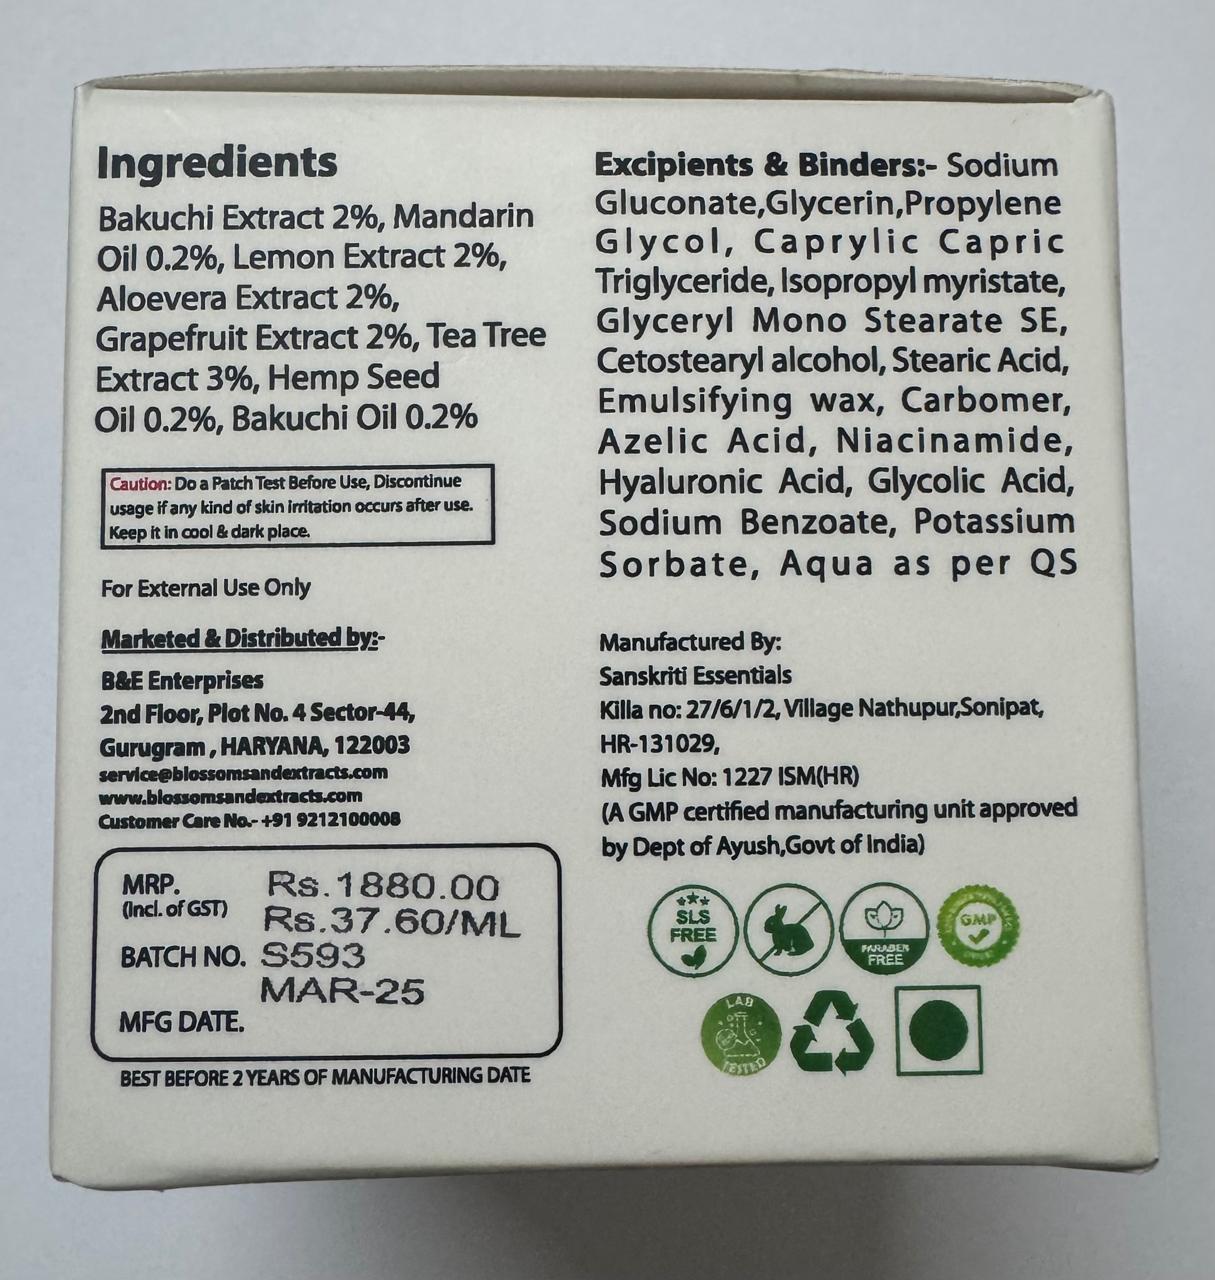 Ingredients
Bakuchi Extract 2%, Mandarin
Oil 0.2%, Lemon Extract 2%,
Aloevera Extract 2%,
Grapefruit Extract 2%, Tea Tree
Extract 3%, Hemp Seed
Oil 0.2%, Bakuchi Oil 0.2%
Caution: Do a Patch Test Before Use, Discontinue
usage if any kind of skin irritation occurs after use.
Keep it in cool & dark place.
For External Use Only
Marketed & Distributed by:-
B&E Enterprises
2nd Floor, Plot No. 4 Sector-44,
Gurugram , HARYANA, 122003
service@blossomsandextracts.com
www.blossomsandextracts.com
Customer Care No.- +91 9212100008
MRP. Rs.1880.00
(Incl. of GST) Rs.37.60/ML
BATCH NO. S593
MAR-25
MFG DATE.
BEST BEFORE 2 YEARS OF MANUFACTURING DATE
Excipients & Binders:- Sodium
Gluconate,Glycerin,Propylene
Glycol, Caprylic Capric
Triglyceride, Isopropyl myristate,
Glyceryl Mono Stearate SE,
Cetostearyl alcohol, Stearic Acid,
Emulsifying wax, Carbomer,
Azelic Acid, Niacinamide,
Hyaluronic Acid, Glycolic Acid,
Sodium Benzoate, Potassium
Sorbate, Aqua as per QS
Manufactured By:
Sanskriti Essentials
Killa no: 27/6/1/2, Village Nathupur,Sonipat,
HR-131029,
Mfg Lic No: 1227 ISM(HR)
(A GMP certified manufacturing unit approved
by Dept of Ayush,Govt of India)
SLS
FREE
PARABEN
FREE
GMP
LAB
TESTED